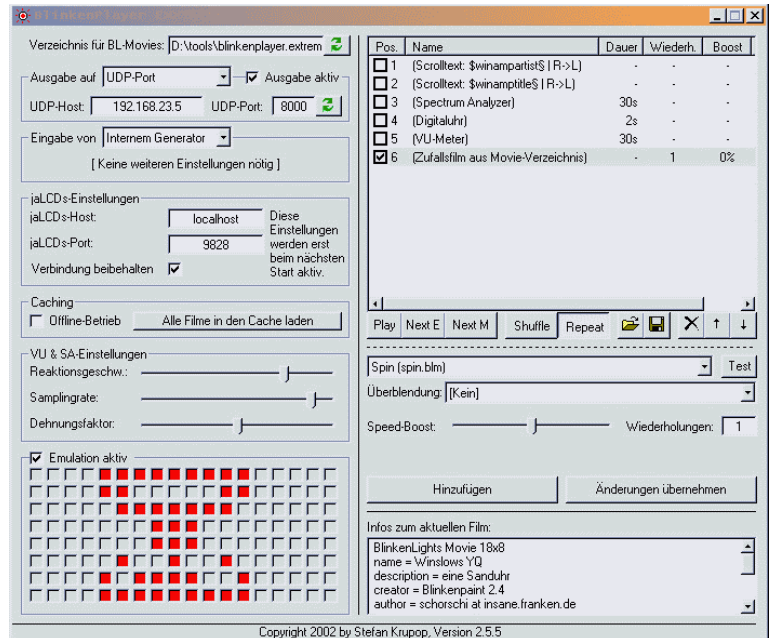 BlinkenPlayer Extreme
Verzeichnis für BL-Movies: D:\tools\blinkenplayer.extrem
Ausgabe auf UDP-Port Ausgabe aktiv
UDP-Host: 192.168.23.5 UDP-Port: 8000
Eingabe von Internem Generator
[ Keine weiteren Einstellungen nötig ]
jaLCDs-Einstellungen
jaLCDs-Host: localhost
jaLCDs-Port: 9828
Verbindung beibehalten
Diese
Einstellungen
werden erst
beim nächsten
Start aktiv.
Caching
Offline-Betrieb Alle Filme in den Cache laden
VU & SA-Einstellungen
Reaktionsgeschw.:
Samplingrate:
Dehnungsfaktor:
Emulation aktiv
Pos. Name Dauer Wiederh. Boost
1 (Scrolltext: $winampartist§ | R->L) - - -
2 (Scrolltext: $winamptitle§ | R->L) - - -
3 (Spectrum Analyzer) 30s - -
4 (Digitaluhr) 2s - -
5 (VU-Meter) 30s - -
6 (Zufallsfilm aus Movie-Verzeichnis) - 1 0%
Play Next E Next M Shuffle Repeat
Spin (spin.blm) Test
Überblendung: [Kein]
Speed-Boost: Wiederholungen: 1
Hinzufügen Änderungen übernehmen
Infos zum aktuellen Film:
BlinkenLights Movie 18x8
name = Winslows YQ
description = eine Sanduhr
creator = Blinkenpaint 2.4
author = schorschi at insane.franken.de
Copyright 2002 by Stefan Krupop, Version 2.5.5